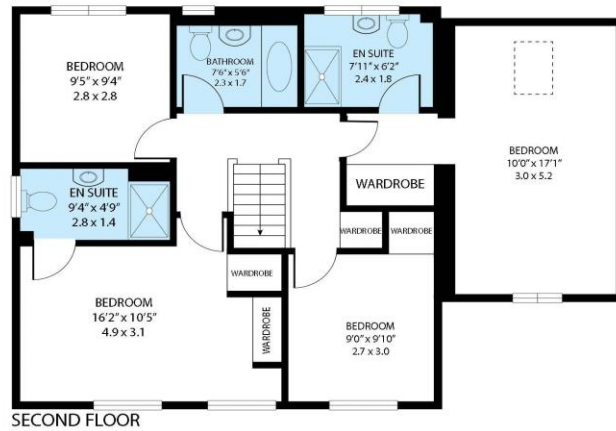 BEDROOM
9'5" x 9'4"
2.8 x 2.8
BATHROOM
7'6" x 5'6"
2.3 x 1.7
EN SUITE
7'11" x 6'2"
2.4 x 1.8
BEDROOM
10'0" x 17'1"
3.0 x 5.2
EN SUITE
9'4" x 4'9"
2.8 x 1.4
WARDROBE
WARDROBE
WARDROBE
WARDROBE
WARDROBE
BEDROOM
16'2" x 10'5"
4.9 x 3.1
BEDROOM
9'0" x 9'10"
2.7 x 3.0
SECOND FLOOR